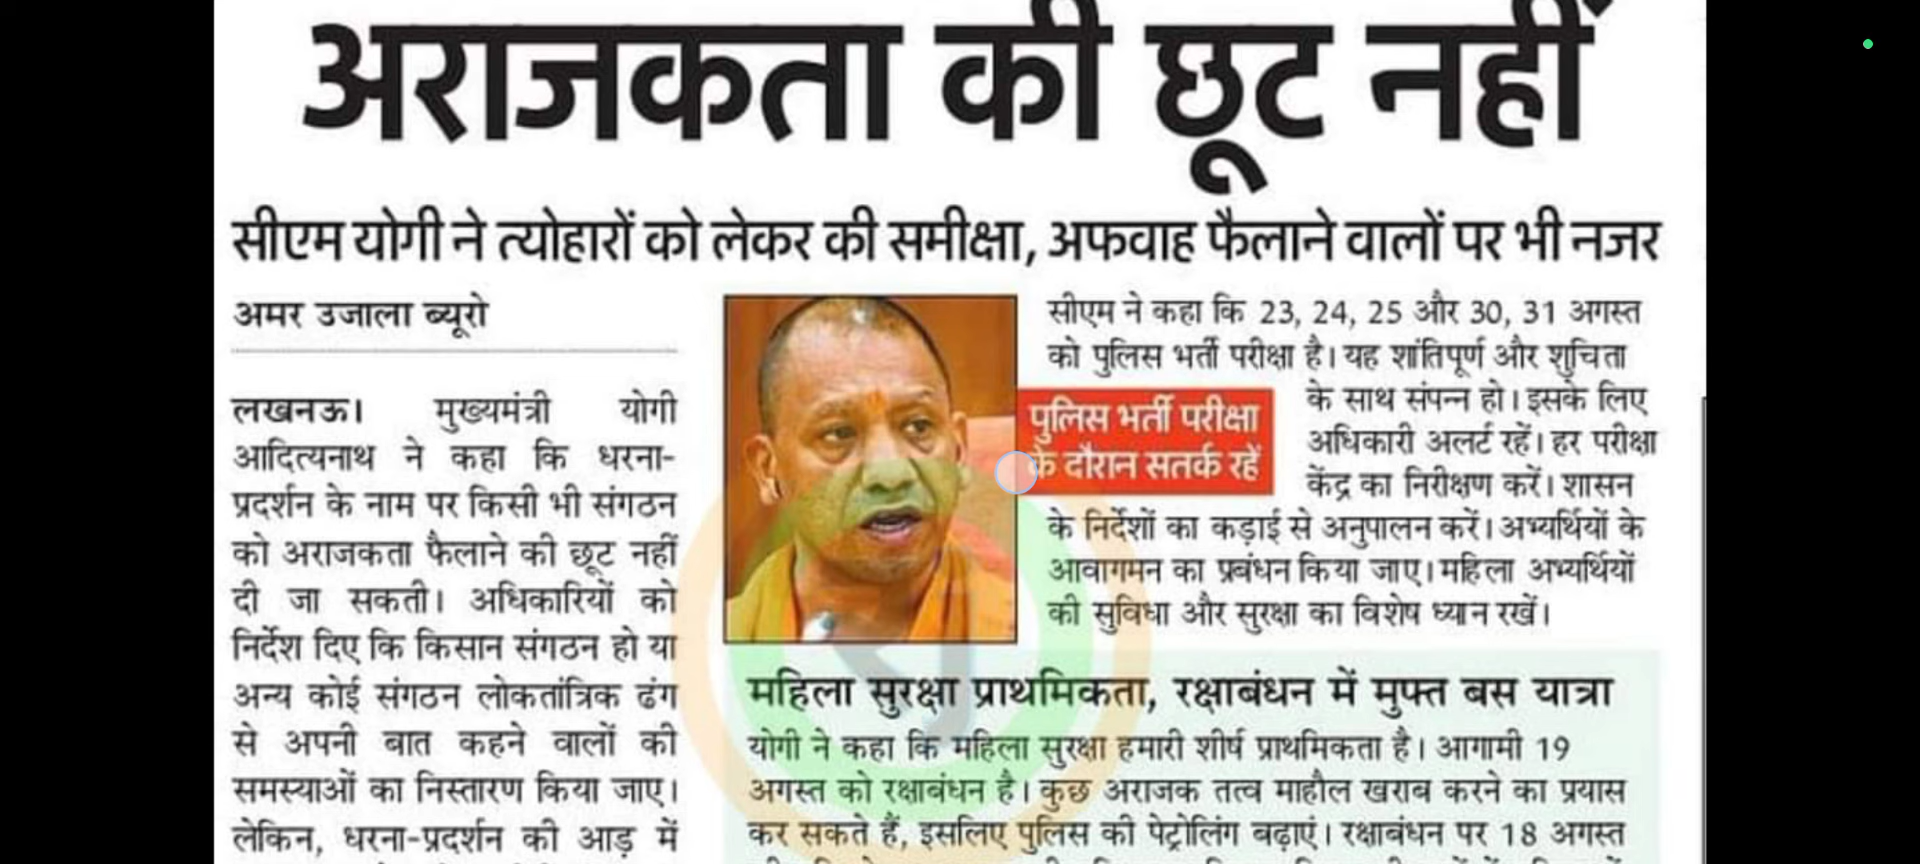 अराजकता की छूट नहीं
सीएम योगी ने त्योहारों को लेकर की समीक्षा, अफवाह फैलाने वालों पर भी नजर
अमर उजाला ब्यूरो
लखनऊ। मुख्यमंत्री योगी
आदित्यनाथ ने कहा कि धरना-
प्रदर्शन के नाम पर किसी भी संगठन
को अराजकता फैलाने की छूट नहीं
दी जा सकती। अधिकारियों को
निर्देश दिए कि किसान संगठन हो या
अन्य कोई संगठन लोकतांत्रिक ढंग
से अपनी बात कहने वालों की
समस्याओं का निस्तारण किया जाए।
लेकिन, धरना-प्रदर्शन की आड़ में
सीएम ने कहा कि 23, 24, 25 और 30, 31 अगस्त
को पुलिस भर्ती परीक्षा है। यह शांतिपूर्ण और शुचिता
के साथ संपन्न हो। इसके लिए
अधिकारी अलर्ट रहें। हर परीक्षा
केंद्र का निरीक्षण करें। शासन
के निर्देशों का कड़ाई से अनुपालन करें। अभ्यर्थियों के
आवागमन का प्रबंधन किया जाए। महिला अभ्यर्थियों
की सुविधा और सुरक्षा का विशेष ध्यान रखें।
पुलिस भर्ती परीक्षा
के दौरान सतर्क रहें
महिला सुरक्षा प्राथमिकता, रक्षाबंधन में मुफ्त बस यात्रा
योगी ने कहा कि महिला सुरक्षा हमारी शीर्ष प्राथमिकता है। आगामी 19
अगस्त को रक्षाबंधन है। कुछ अराजक तत्व माहौल खराब करने का प्रयास
कर सकते हैं, इसलिए पुलिस की पेट्रोलिंग बढ़ाएं। रक्षाबंधन पर 18 अगस्त